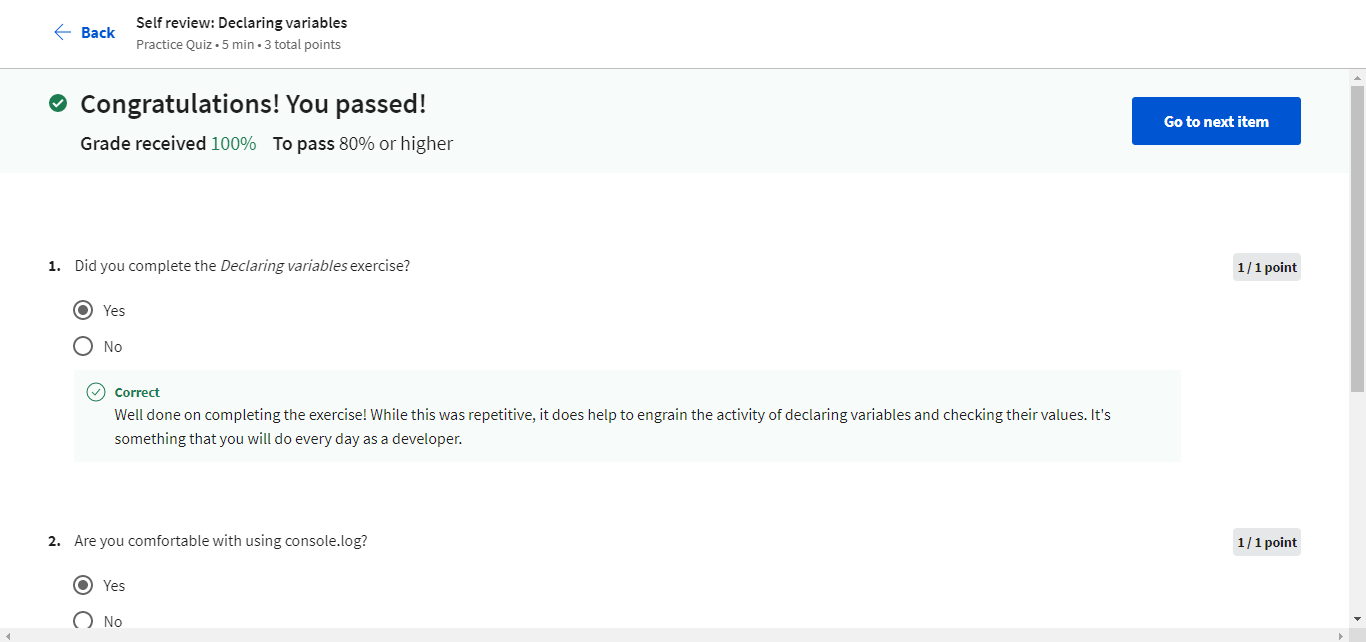 Back
Self review: Declaring variables
Practice Quiz • 5 min • 3 total points
Congratulations! You passed!
Grade received 100% To pass 80% or higher
Go to next item
1. Did you complete the Declaring variables exercise?
1 / 1 point
Yes
No
Correct
Well done on completing the exercise! While this was repetitive, it does help to engrain the activity of declaring variables and checking their values. It's
something that you will do every day as a developer.
2. Are you comfortable with using console.log?
1 / 1 point
Yes
No